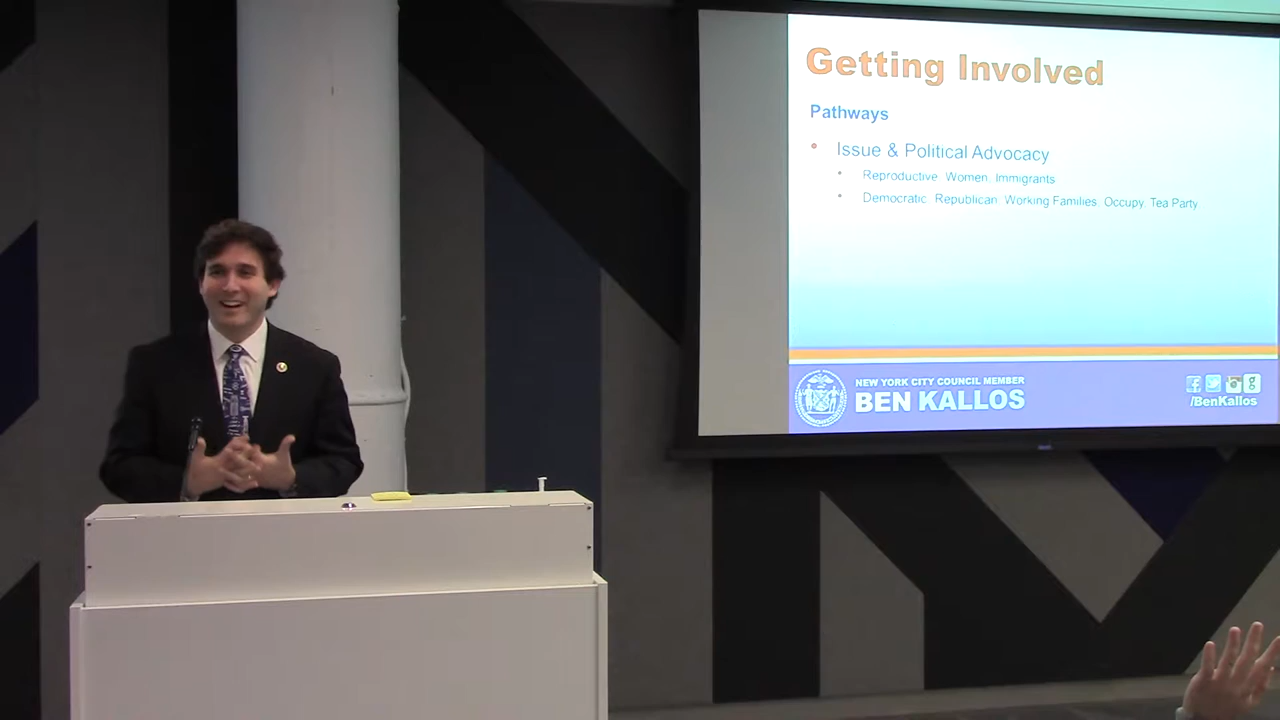 Getting Involved
Pathways
Issue & Political Advocacy
Reproductive, Women, Immigrants
Democratic, Republican, Working Families, Occupy, Tea Party
NEW YORK CITY COUNCIL MEMBER
BEN KALLOS
/BenKallos